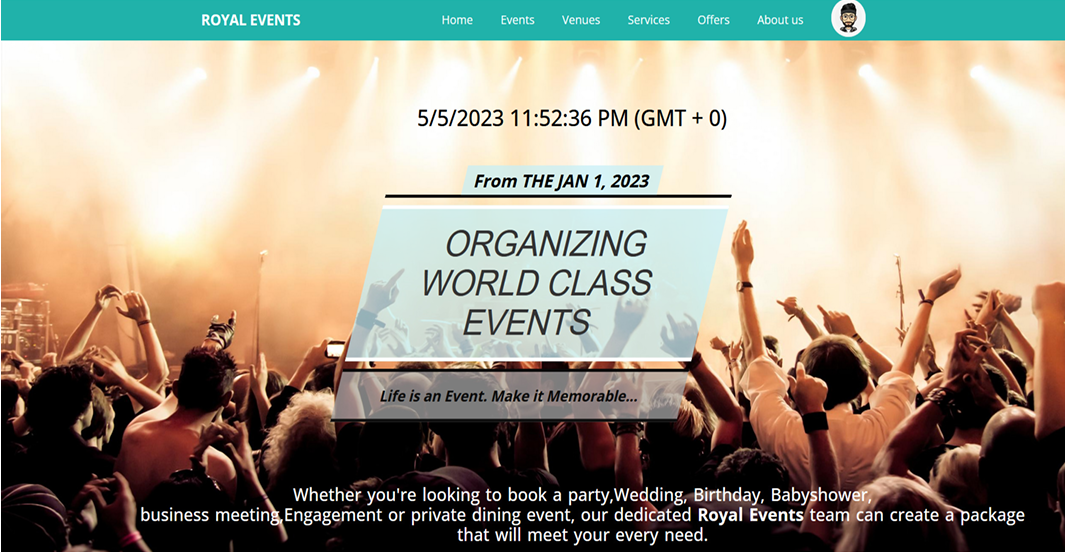 ROYAL EVENTS Home Events Venues Services Offers About us
5/5/2023 11:52:36 PM (GMT + 0)
From THE JAN 1, 2023
ORGANIZING
WORLD CLASS
EVENTS
Life is an Event. Make it Memorable...
Whether you're looking to book a party,Wedding, Birthday, Babyshower,
business meeting,Engagement or private dining event, our dedicated Royal Events team can create a package
that will meet your every need.